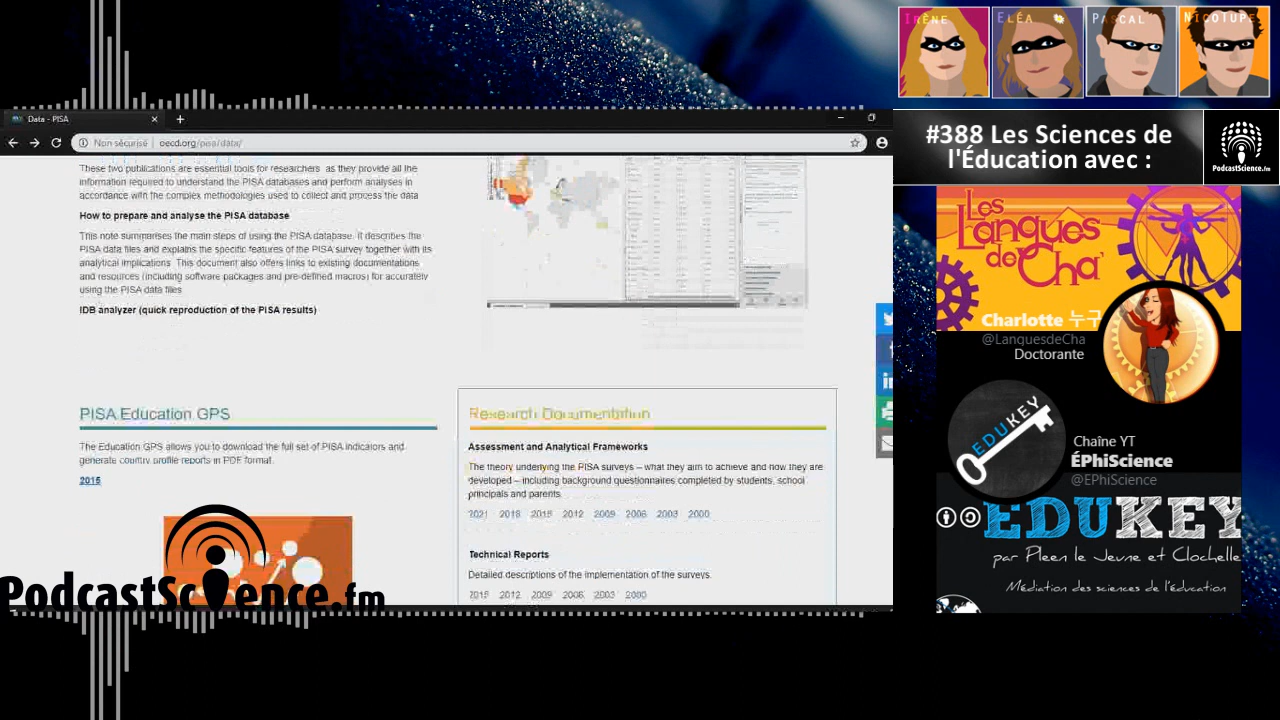 IRÈNE
ELÉA
PASCAL
NICOTUPE
Data - PISA
Non sécurisé
oecd.org/pisa/data/
These two publications are essential tools for researchers as they provide all the
information required to understand the PISA databases and perform analyses in
accordance with the complex methodologies used to collect and process the data
How to prepare and analyse the PISA database
This note summarises the main steps of using the PISA database. It describes the
PISA data files and explains the specific features of the PISA survey together with its
analytical implications. This document also offers links to existing documentations
and resources (including software packages and pre-defined macros) for accurately
using the PISA data files
IDB analyzer (quick reproduction of the PISA results)
PISA Education GPS
The Education GPS allows you to download the full set of PISA indicators and
generate country profile reports in PDF format.
2015
Research Documentation
Assessment and Analytical Frameworks
The theory underlying the PISA surveys – what they aim to achieve and how they are
developed – including background questionnaires completed by students, school
principals and parents
2021 2018 2015 2012 2009 2006 2003 2000
Technical Reports
Detailed descriptions of the implementation of the surveys.
2015 2012 2009 2006 2003 2000
PodcastScience.fm
#388 Les Sciences de
l'Éducation avec :
PodcastScience.fm
Les
Langues
de Cha'
Charlotte 누구
@LanguesdeCha
Doctorante
EDUKEY
Chaîne YT
ÉPhiScience
@EPhiScience
EDUKEY
par Pleen le Jeune et Clochelle
Médiation des sciences de l'éducation